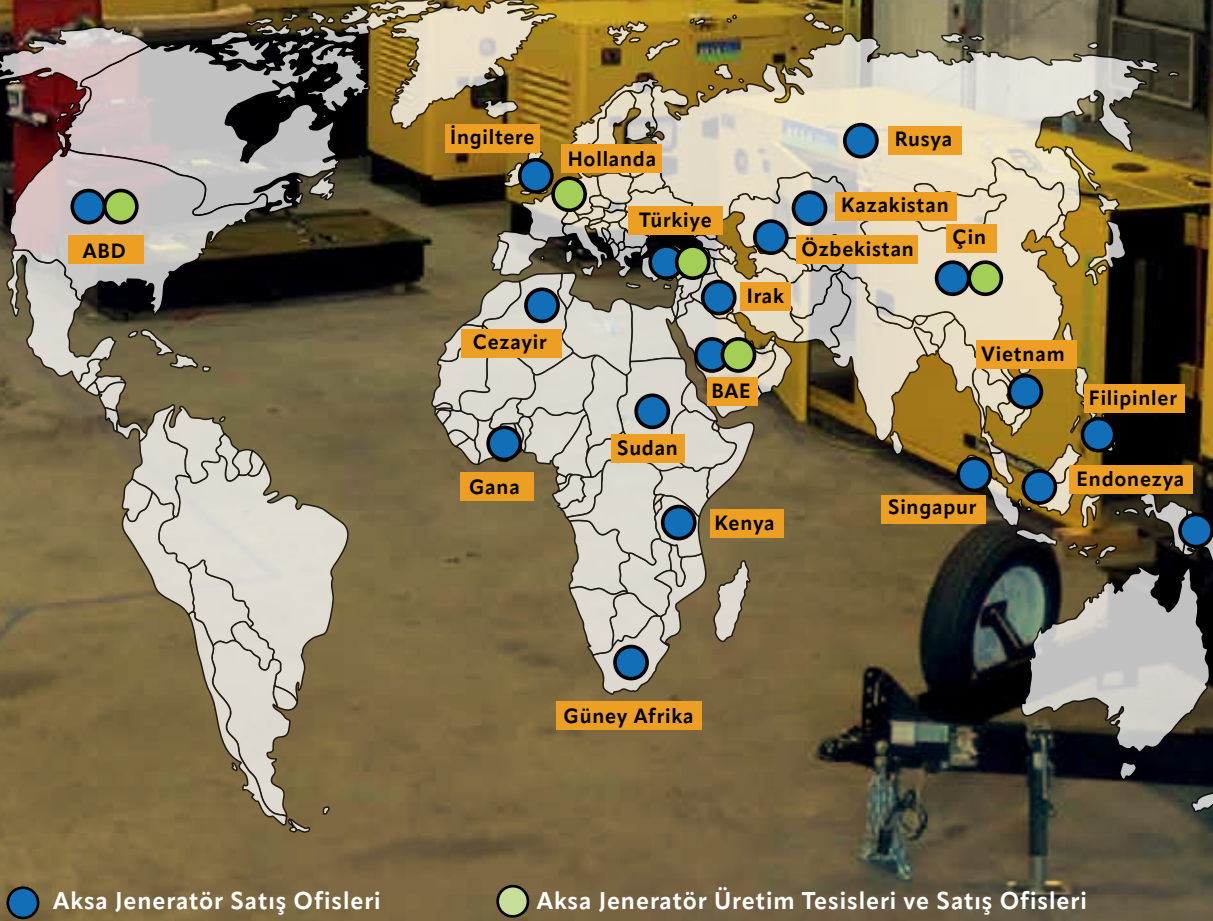 İngiltere
Hollanda
Rusya
Türkiye
Kazakistan
ABD
Özbekistan
Çin
Irak
Cezayir
Vietnam
BAE
Filipinler
Sudan
Gana
Endonezya
Singapur
Kenya
Güney Afrika
Aksa Jeneratör Satış Ofisleri
Aksa Jeneratör Üretim Tesisleri ve Satış Ofisleri